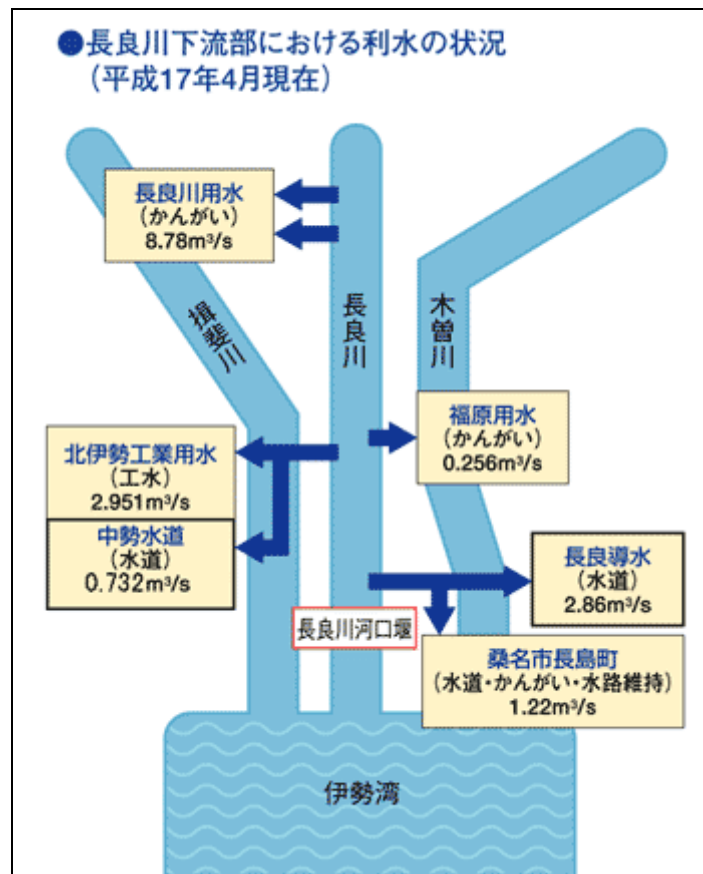 ●長良川下流部における利水の状況
（平成17年4月現在）
長良川用水
（かんがい）
8.78m³/s
揖斐川
長良川
木曽川
福原用水
（かんがい）
0.256m³/s
北伊勢工業用水
（工水）
2.951m³/s
中勢水道
（水道）
0.732m³/s
長良導水
（水道）
2.86m³/s
長良川河口堰
桑名市長島町
（水道・かんがい・水路維持）
1.22m³/s
伊勢湾